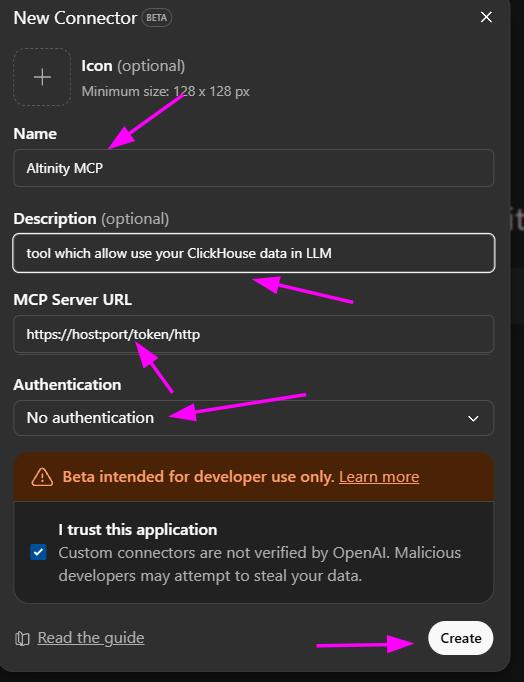 New Connector BETA
Icon (optional)
Minimum size: 128 x 128 px
Name
Altinity MCP
Description (optional)
tool which allow use your ClickHouse data in LLM
MCP Server URL
https://host:port/token/http
Authentication
No authentication
Beta intended for developer use only. Learn more
I trust this application
Custom connectors are not verified by OpenAI. Malicious
developers may attempt to steal your data.
Read the guide
Create